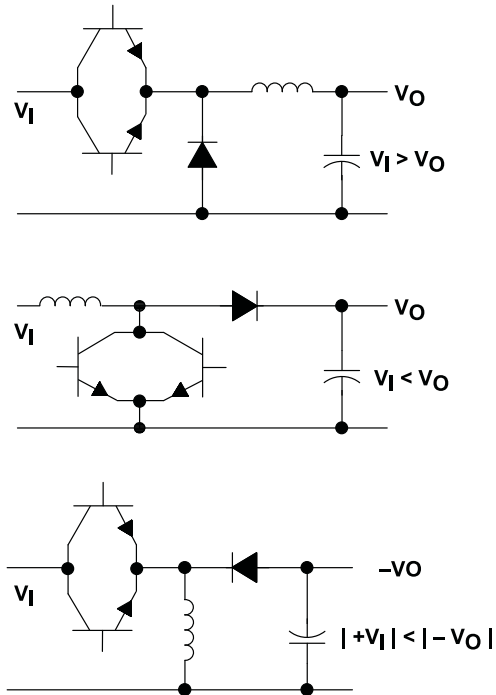 VI
VO
VI > VO
VI
VO
VI < VO
VI
–VO
| +VI | < | – VO |